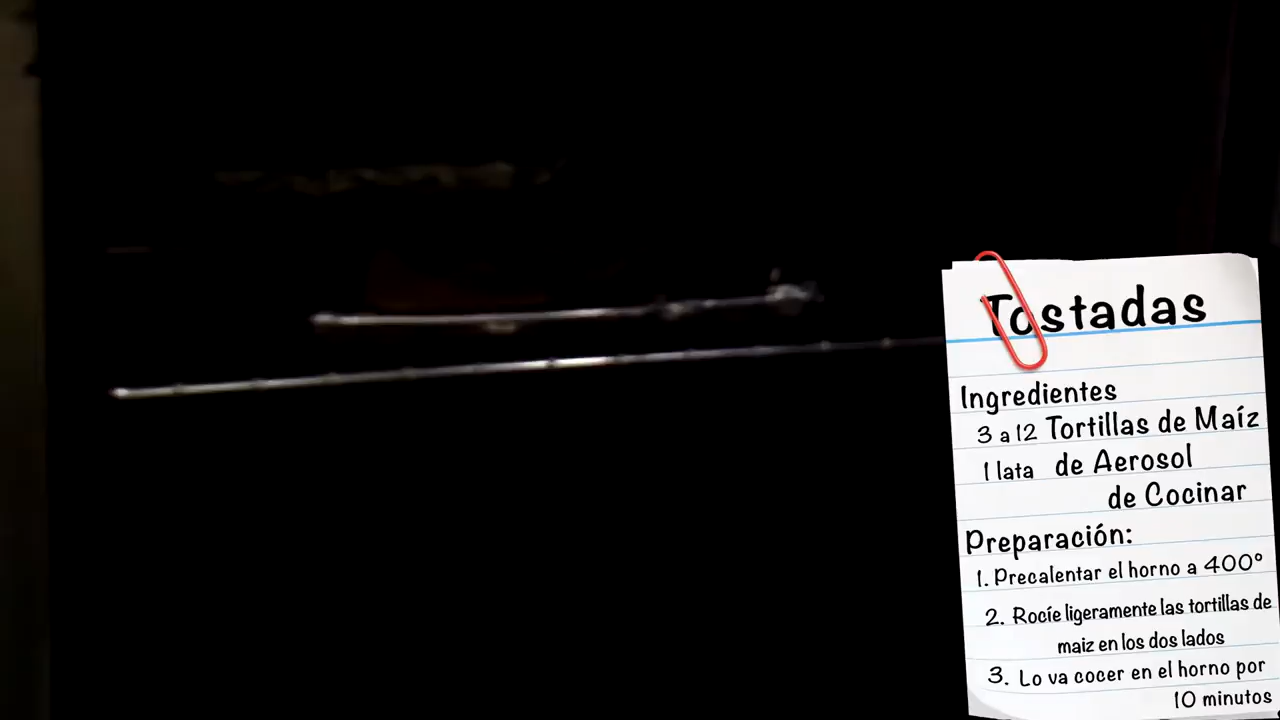 Tostadas
Ingredientes
3 a 12 Tortillas de Maíz
1 lata de Aerosol
de Cocinar
Preparación:
1. Precalentar el horno a 400°
2. Rocíe ligeramente las tortillas de
maiz en los dos lados
3. Lo va cocer en el horno por
10 minutos